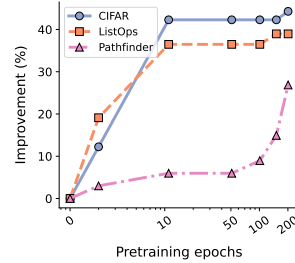 CIFAR
ListOps
Pathfinder
Improvement (%)
40
30
20
10
0
0 10 50 100 200
Pretraining epochs